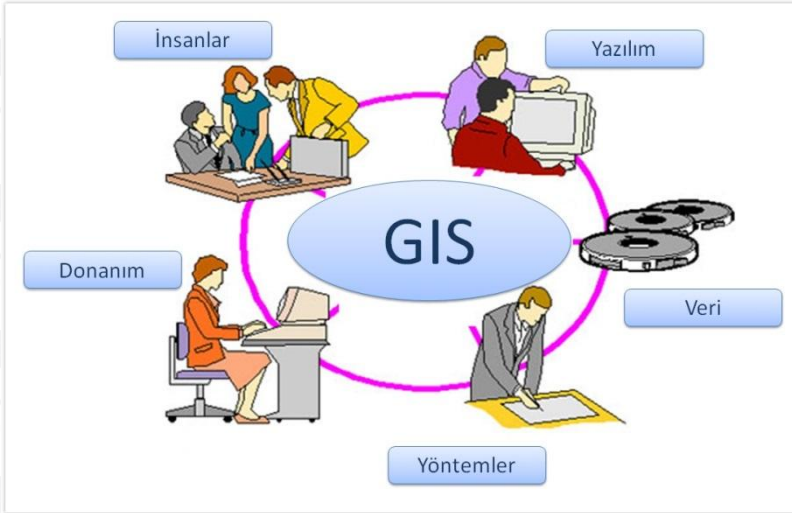 İnsanlar
Yazılım
GIS
Donanım
Veri
Yöntemler